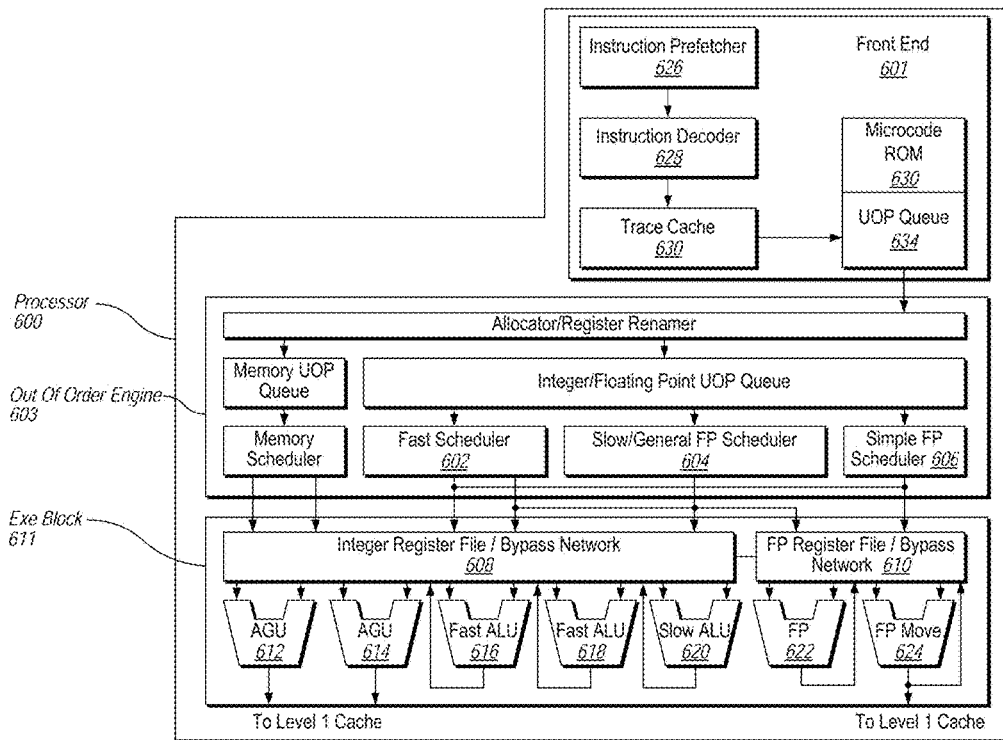 Instruction Prefetcher
626
Front End
601
Instruction Decoder
628
Microcode
ROM
630
Trace Cache
630
UOP Queue
634
Processor
600
Allocator/Register Renamer
Memory UOP
Queue
Integer/Floating Point UOP Queue
Out Of Order Engine
603
Memory
Scheduler
Fast Scheduler
602
Slow/General FP Scheduler
604
Simple FP
Scheduler 606
Exe Block
611
Integer Register File / Bypass Network
608
FP Register File / Bypass
Network 610
AGU
612
AGU
614
Fast ALU
616
Fast ALU
618
Slow ALU
620
FP
622
FP Move
624
To Level 1 Cache
To Level 1 Cache